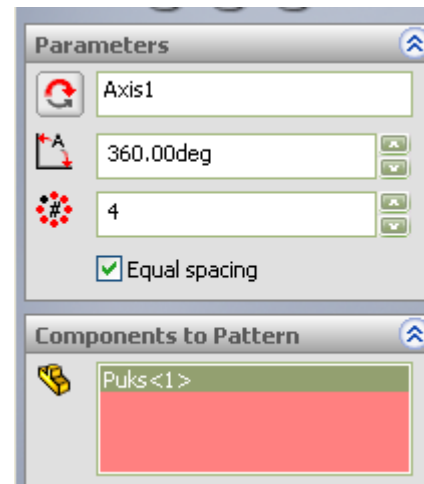 Parameters
Axis1
A
360.00deg
#
4
Equal spacing
Components to Pattern
Puks<1>